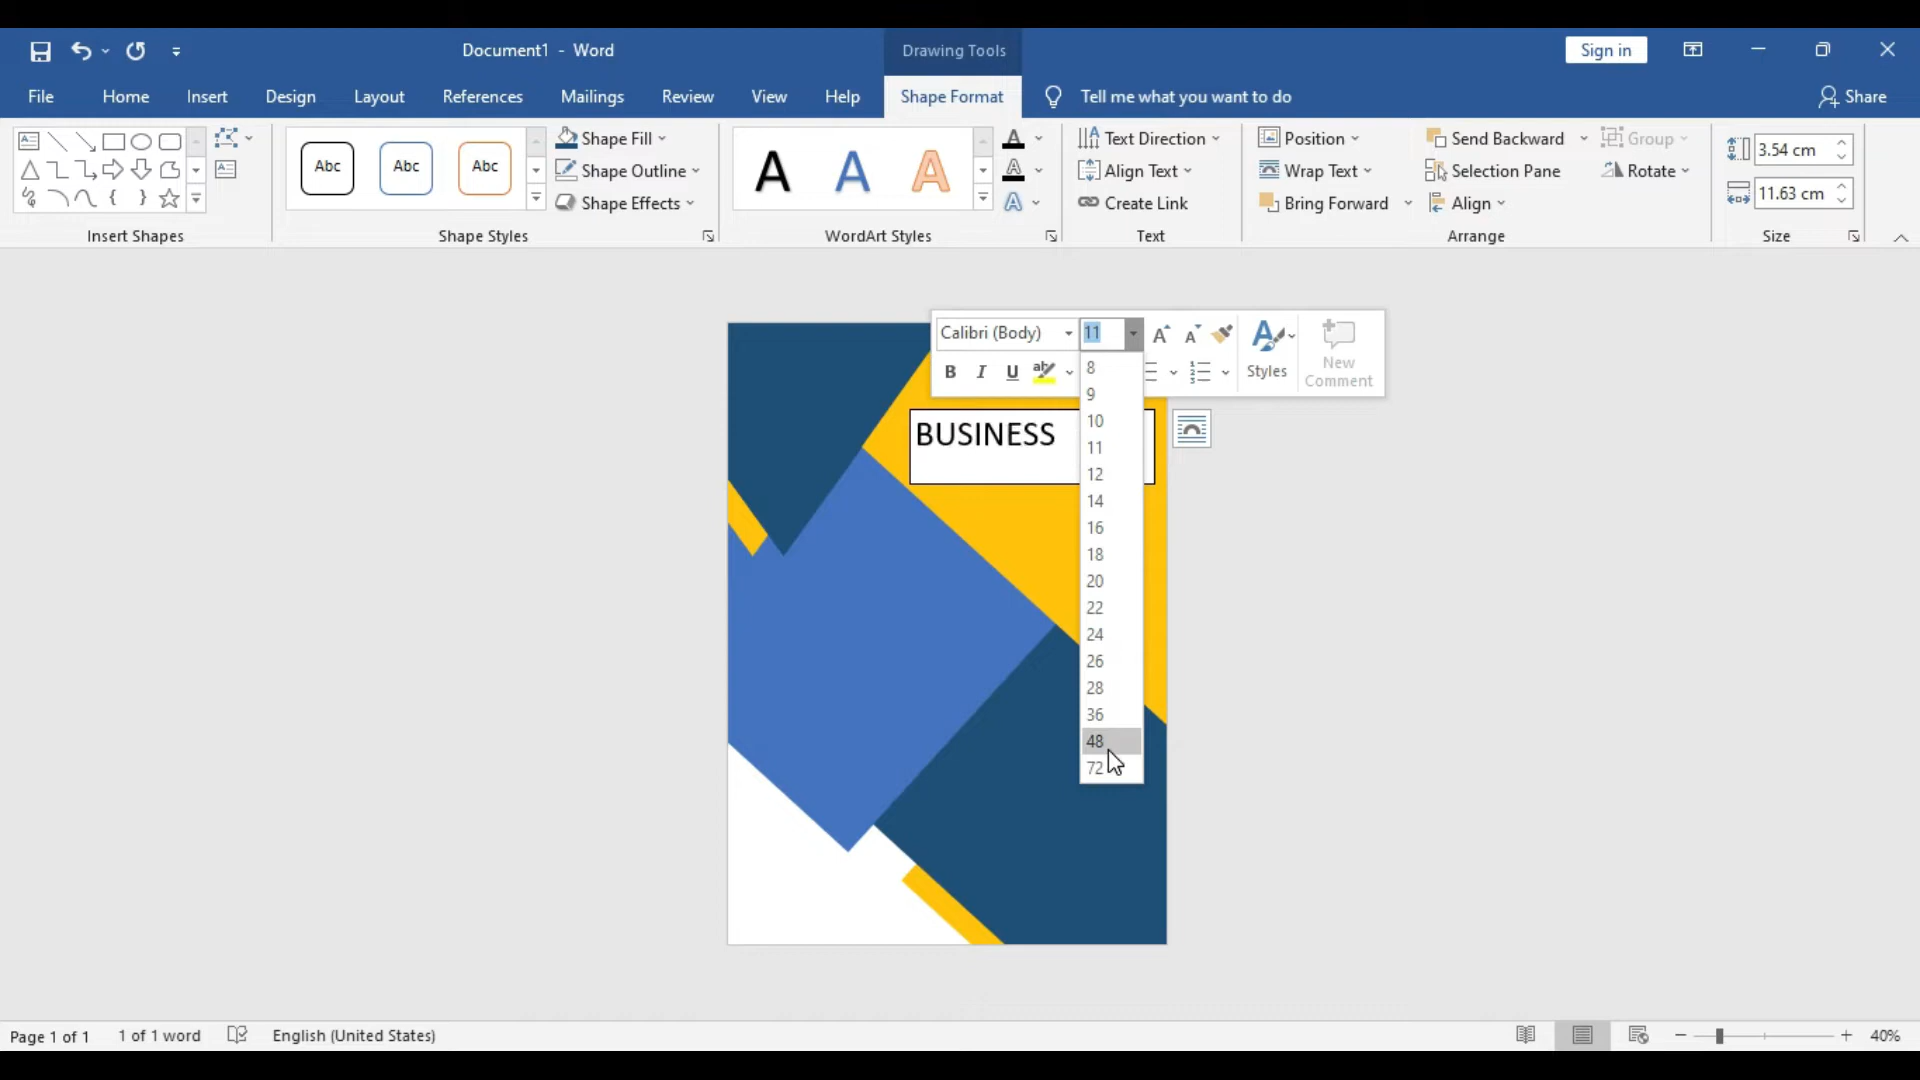 Document1 - Word
Drawing Tools
Sign in
File
Home
Insert
Design
Layout
References
Mailings
Review
View
Help
Shape Format
Tell me what you want to do
Share
Abc
Abc
Abc
Shape Fill
Shape Outline
Shape Effects
A
A
A
Text Direction
Align Text
Create Link
Position
Wrap Text
Bring Forward
Send Backward
Selection Pane
Align
Group
Rotate
3.54 cm
11.63 cm
Insert Shapes
Shape Styles
WordArt Styles
Text
Arrange
Size
Calibri (Body)
11
B I U
Styles
New
Comment
8
9
10
11
12
14
16
18
20
22
24
26
28
36
48
72
BUSINESS
Page 1 of 1
1 of 1 word
English (United States)
40%